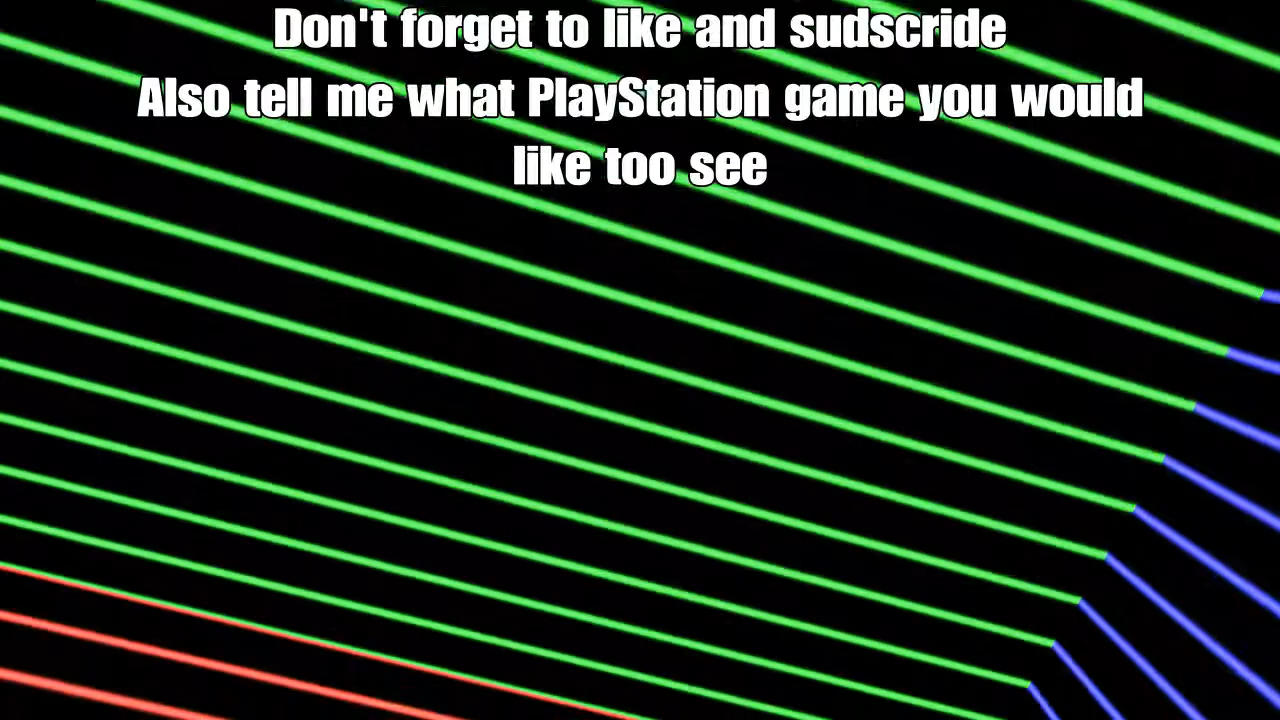 Don't forget to like and sudscride
Also tell me what PlayStation game you would
like too see